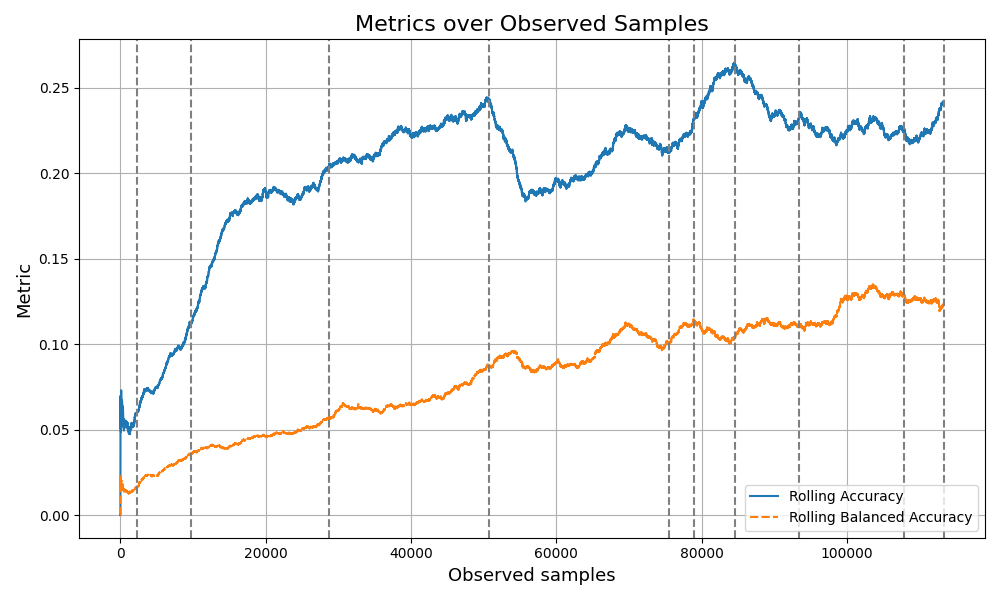 Metrics over Observed Samples
Metric
0.25
0.20
0.15
0.10
0.05
0.00
0 20000 40000 60000 80000 100000
Observed samples
Rolling Accuracy
Rolling Balanced Accuracy